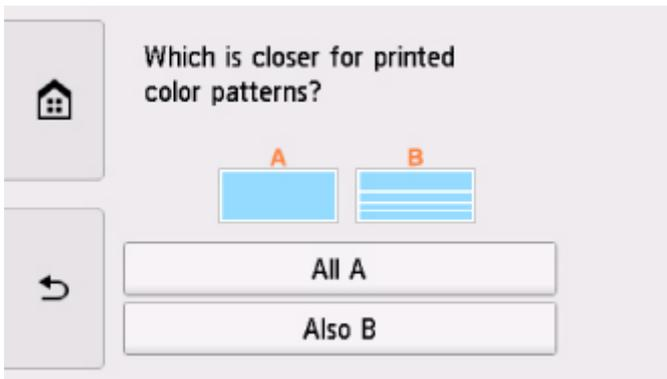 Which is closer for printed
color patterns?
A B
All A
Also B